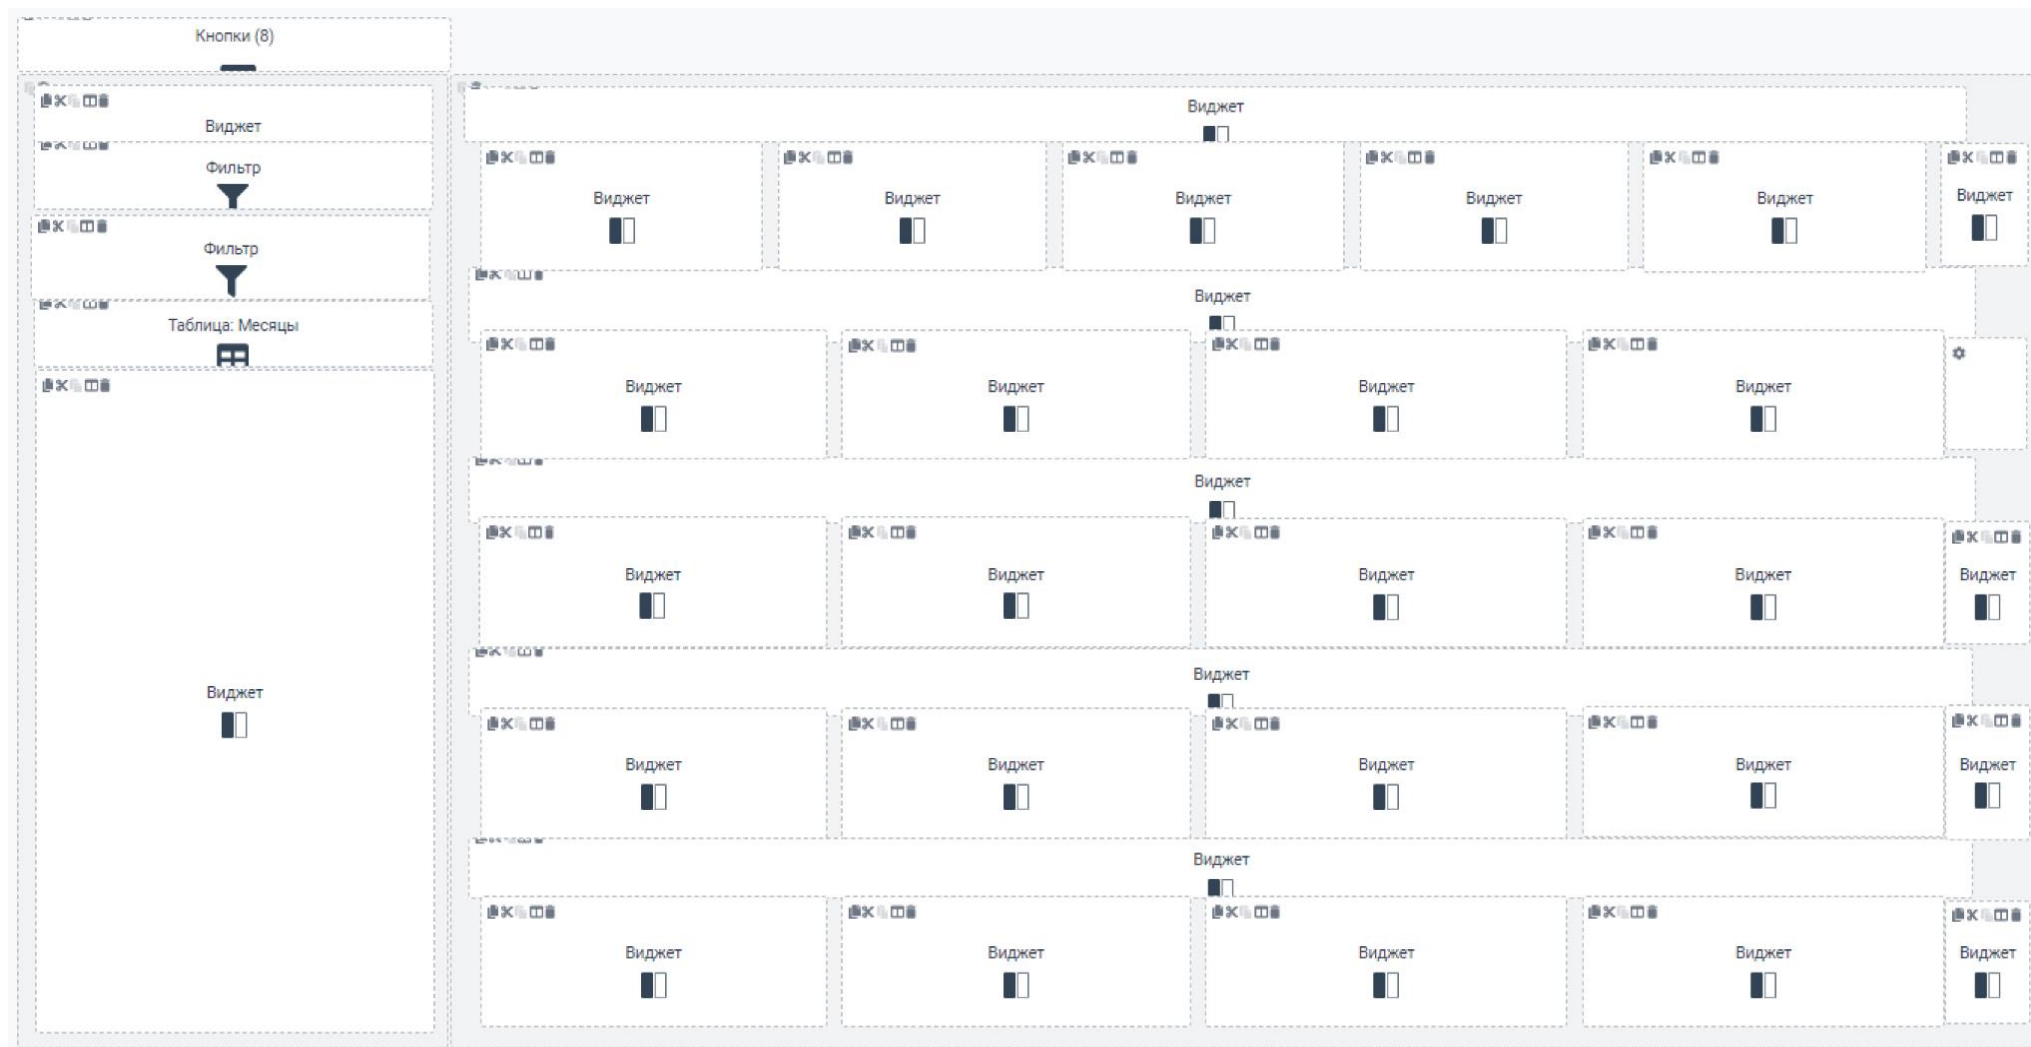 Кнопки (8)
Виджет
Фильтр
Фильтр
Таблица: Месяцы
Виджет
Виджет
Виджет Виджет Виджет Виджет Виджет Виджет
Виджет
Виджет Виджет Виджет Виджет
Виджет
Виджет Виджет Виджет Виджет Виджет
Виджет
Виджет Виджет Виджет Виджет Виджет
Виджет
Виджет Виджет Виджет Виджет Виджет